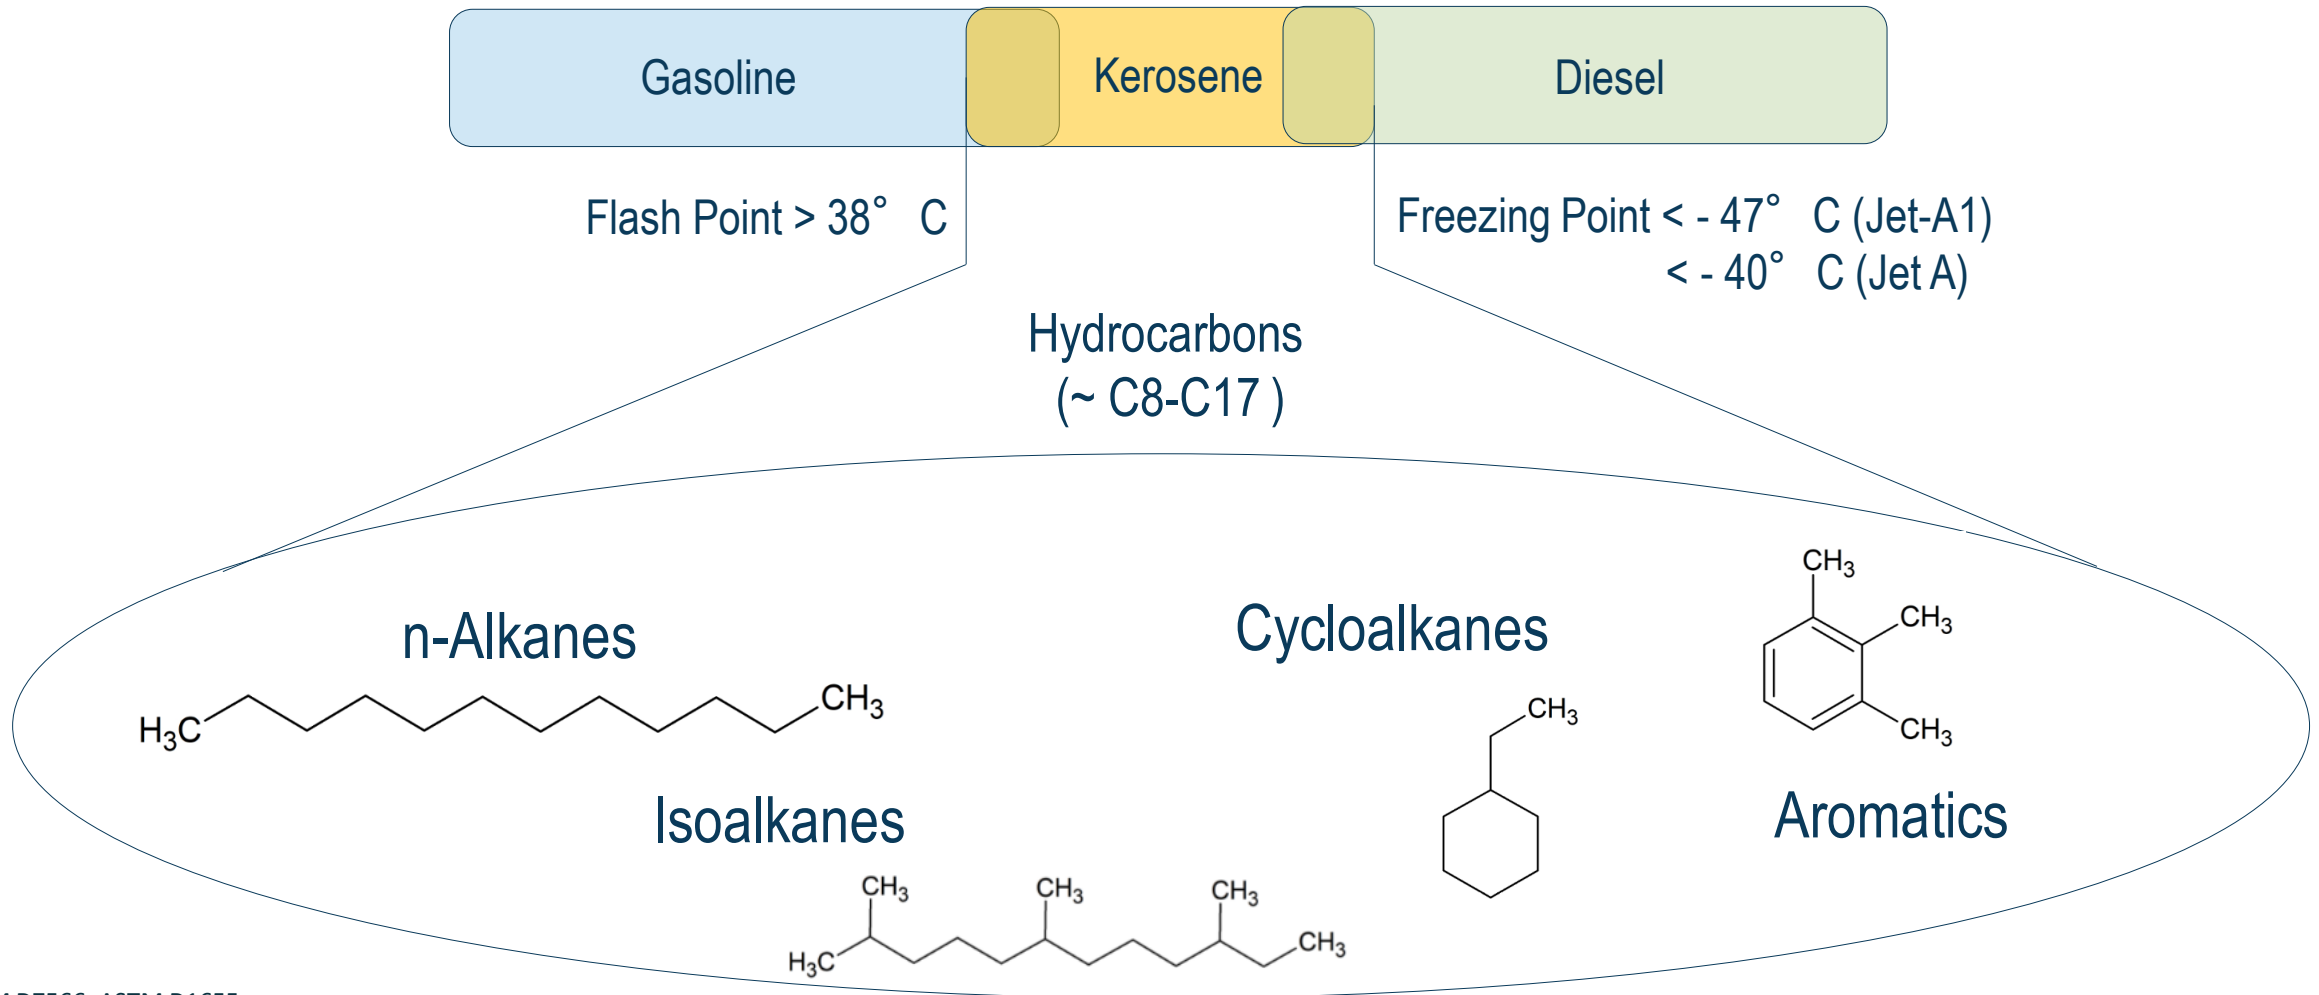 Gasoline
Kerosene
Diesel
Flash Point > 38° C
Freezing Point < - 47° C (Jet-A1)
< - 40° C (Jet A)
Hydrocarbons
(~ C8-C17 )
n-Alkanes
H₃C
CH₃
Isoalkanes
CH₃
CH₃
CH₃
H₃C
CH₃
Cycloalkanes
CH₃
CH₃
CH₃
CH₃
Aromatics